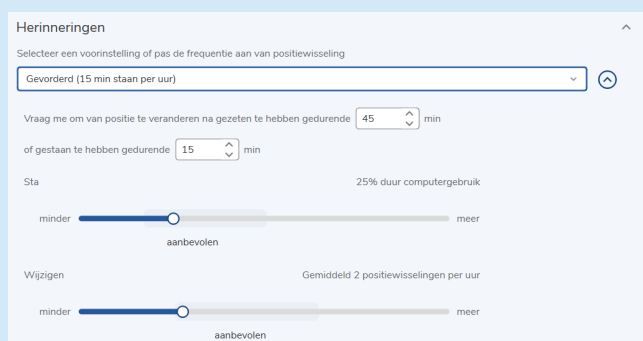 Herinneringen
Selecteer een voorinstelling of pas de frequentie aan van positiewisseling
Gevorderd (15 min staan per uur)
Vraag me om van positie te veranderen na gezeten te hebben gedurende 45 min
of gestaan te hebben gedurende 15 min
Sta 25% duur computergebruik
minder meer
aanbevolen
Wijzigen Gemiddeld 2 positiewisselingen per uur
minder meer
aanbevolen